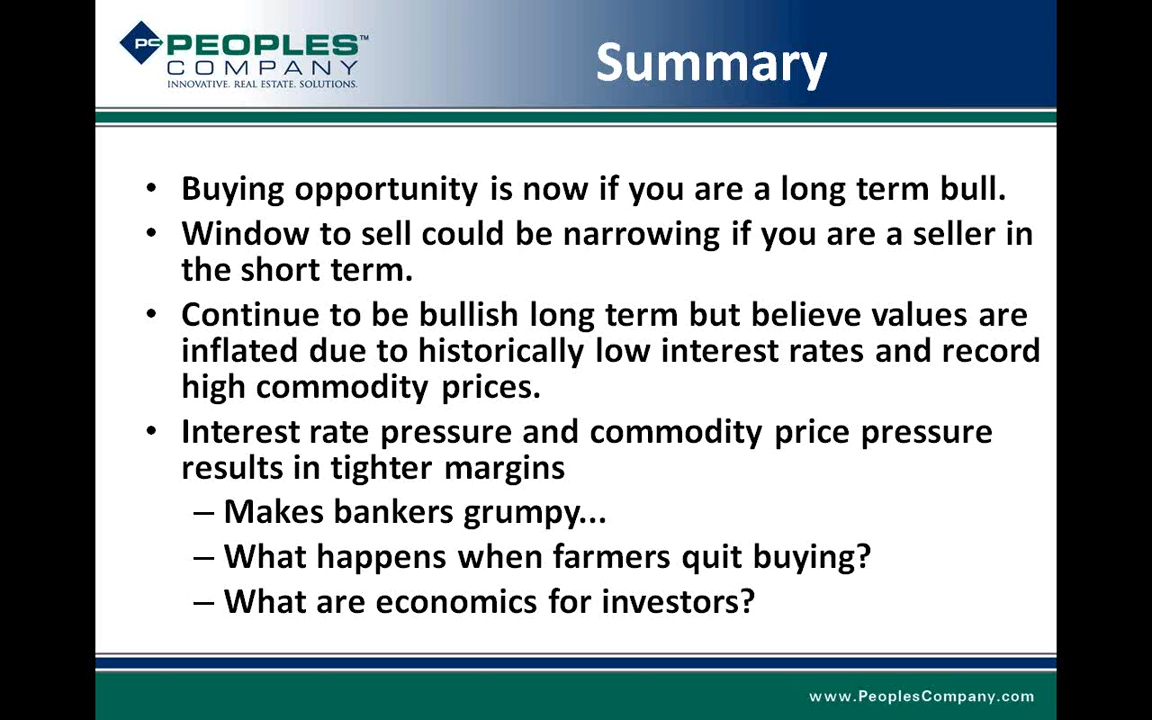 PC PEOPLES™
COMPANY
INNOVATIVE. REAL ESTATE. SOLUTIONS.
Summary
• Buying opportunity is now if you are a long term bull.
• Window to sell could be narrowing if you are a seller in
the short term.
• Continue to be bullish long term but believe values are
inflated due to historically low interest rates and record
high commodity prices.
• Interest rate pressure and commodity price pressure
results in tighter margins
– Makes bankers grumpy...
– What happens when farmers quit buying?
– What are economics for investors?
www.PeoplesCompany.com